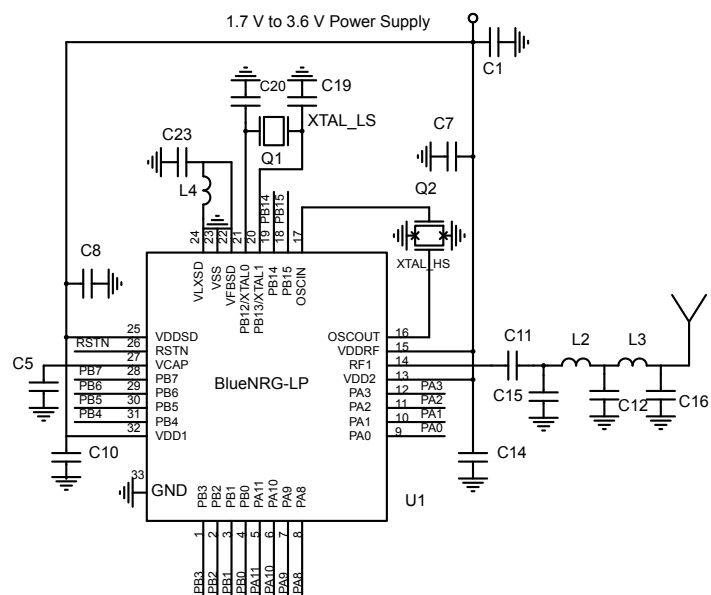 1.7 V to 3.6 V Power Supply
C1
C20
C19
XTAL_LS
Q1
C7
C23
L4
Q2
PB14
PB15
24
23
22
21
20
19
18
17
XTAL_HS
C8
VLXSD
VSS
VFBSD
PB12/XTAL0
PB13/XTAL1
PB14
PB15
OSCIN
25
VDDSD
OSCOUT
16
RSTN
26
RSTN
VDDRF
15
C11
L2
L3
C5
27
VCAP
RF1
14
PB7
28
PB7
BlueNRG-LP
VDD2
13
PB6
29
PB6
PA3
12
PA3
C15
C12
C16
PB5
30
PB5
PA2
11
PA2
PB4
31
PB4
PA1
10
PA1
32
VDD1
PA0
9
PA0
C10
C14
33
GND
U1
PB3
PB2
PB1
PB0
PA11
PA10
PA9
PA8
1
2
3
4
5
6
7
8
PB3
PB2
PB1
PB0
PA11
PA10
PA9
PA8